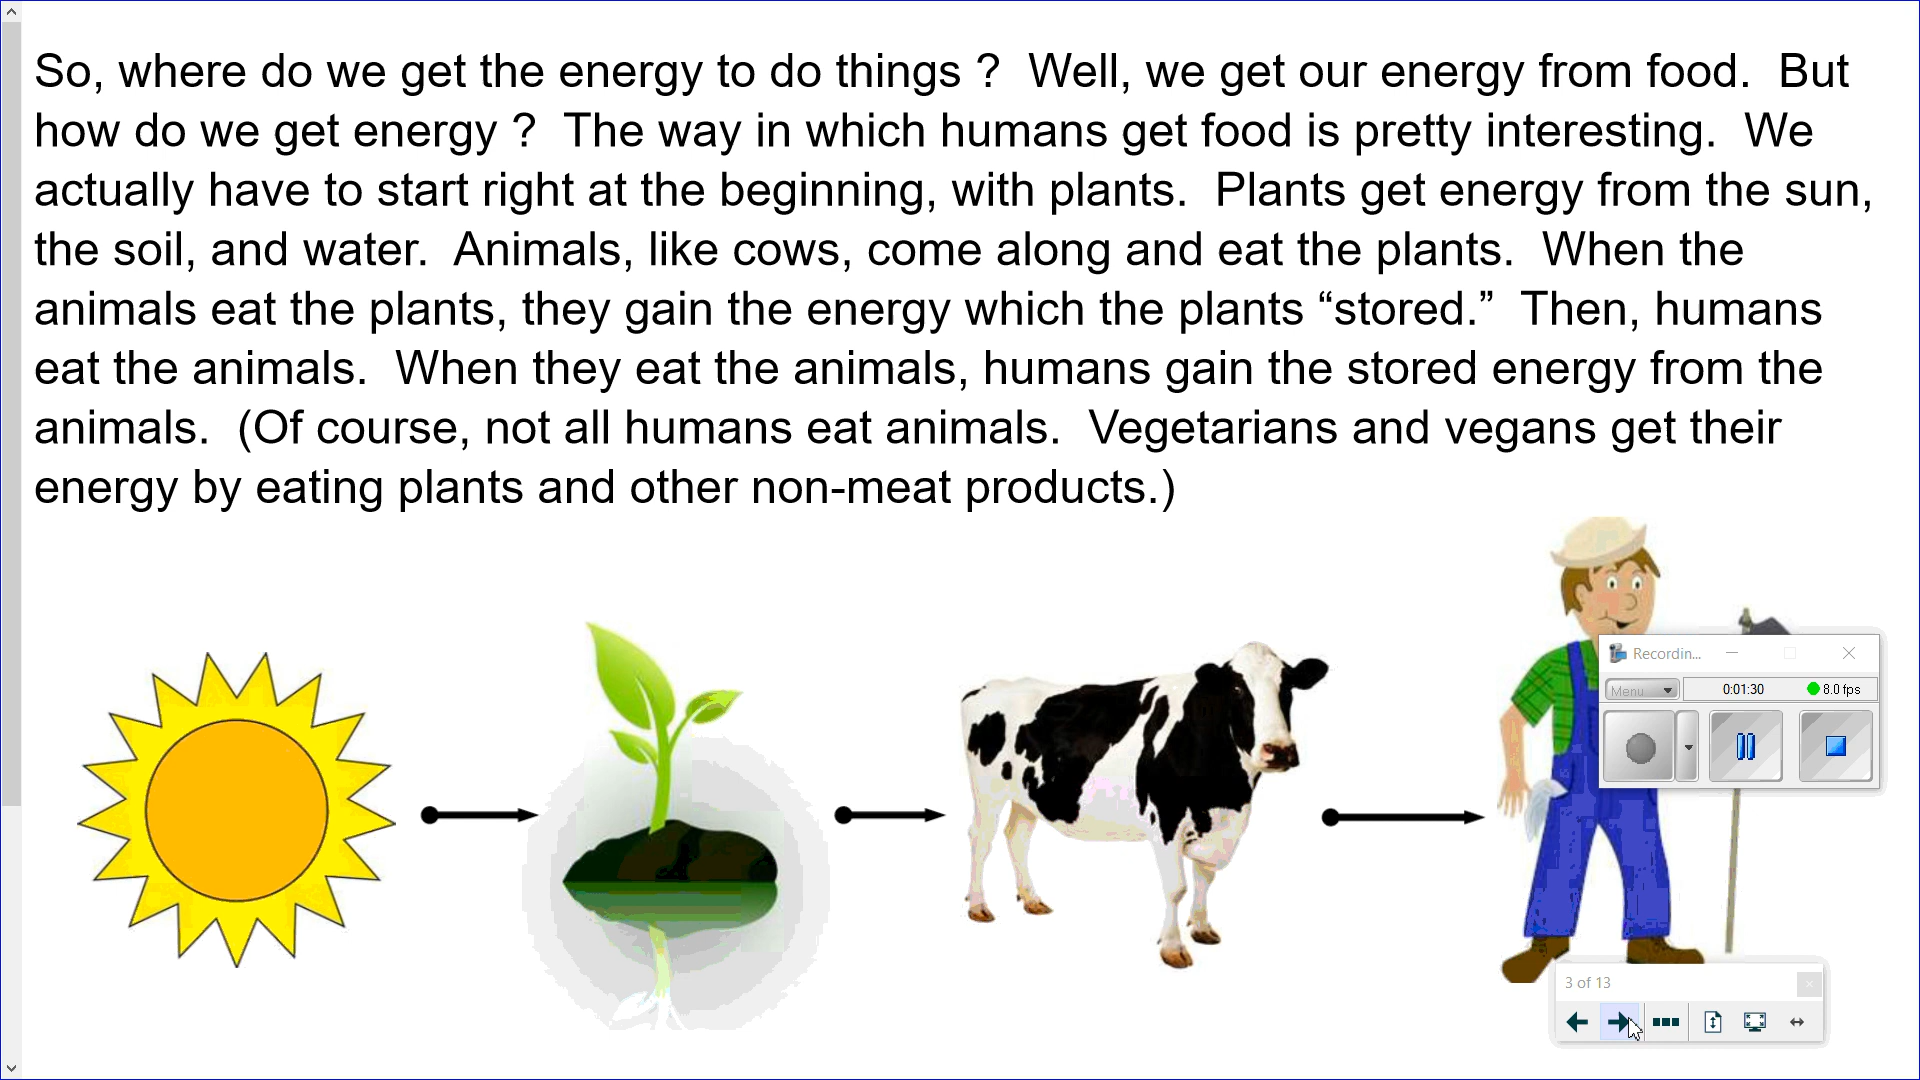 So, where do we get the energy to do things ?  Well, we get our energy from food.  But
how do we get energy ?  The way in which humans get food is pretty interesting.  We
actually have to start right at the beginning, with plants.  Plants get energy from the sun,
the soil, and water.  Animals, like cows, come along and eat the plants.  When the
animals eat the plants, they gain the energy which the plants “stored.”  Then, humans
eat the animals.  When they eat the animals, humans gain the stored energy from the
animals.  (Of course, not all humans eat animals.  Vegetarians and vegans get their
energy by eating plants and other non-meat products.)
Recordin...
Menu 0:01:30 8.0 fps
3 of 13